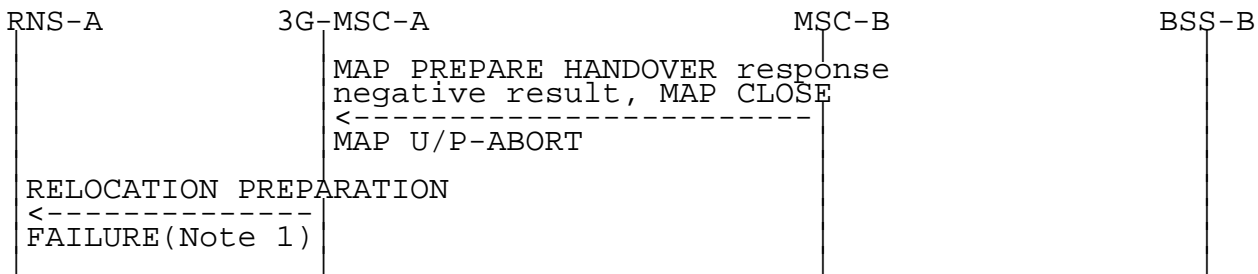 RNS-A 3G-MSC-A MSC-B BSS-B
MAP PREPARE HANDOVER response
negative result, MAP CLOSE
<------------------------
MAP U/P-ABORT
RELOCATION PREPARATION
<--------------
FAILURE(Note 1)